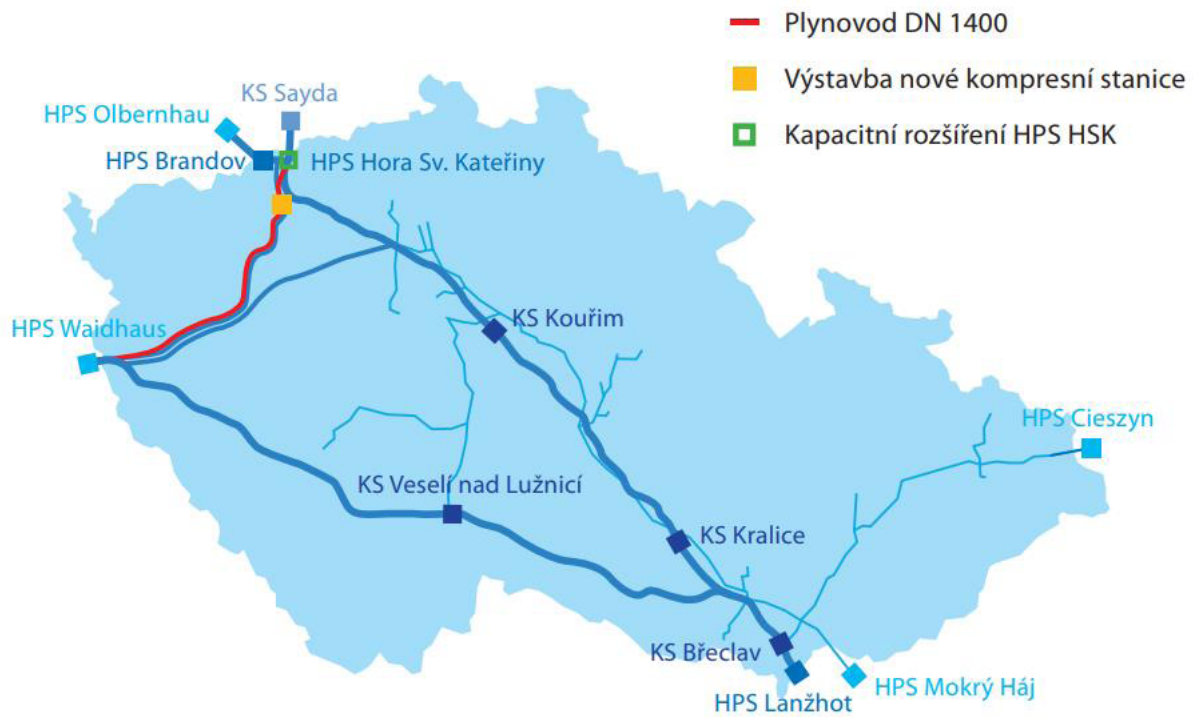 Plynovod DN 1400
Výstavba nové kompresní stanice
Kapacitní rozšíření HPS HSK
KS Sayda
HPS Olbernhau
HPS Brandov
HPS Hora Sv. Kateřiny
HPS Waidhaus
KS Kouřim
HPS Cieszyn
KS Veselí nad Lužnicí
KS Kralice
KS Břeclav
HPS Mokrý Háj
HPS Lanžhot